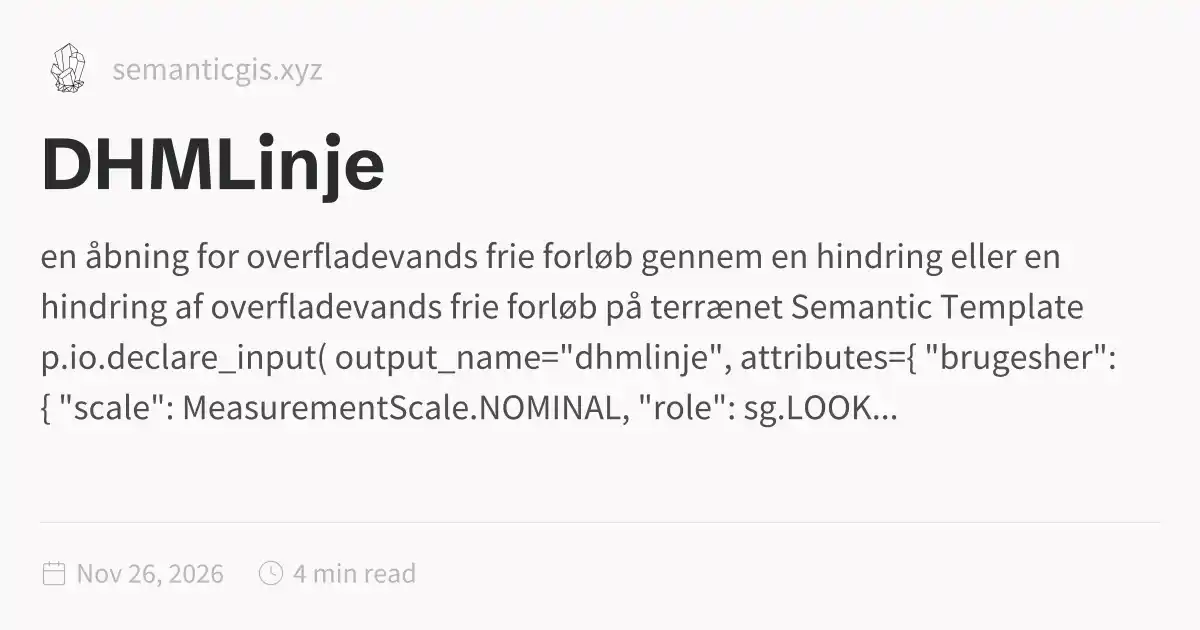 semanticgis.xyz
DHMLinje
en åbning for overfladevands frie forløb gennem en hindring eller en
hindring af overfladevands frie forløb på terrænet Semantic Template
p.io.declare_input( output_name="dhmlinje", attributes={ "brugesher":
{ "scale": MeasurementScale.NOMINAL, "role": sg.LOOK...
Nov 26, 2026 4 min read